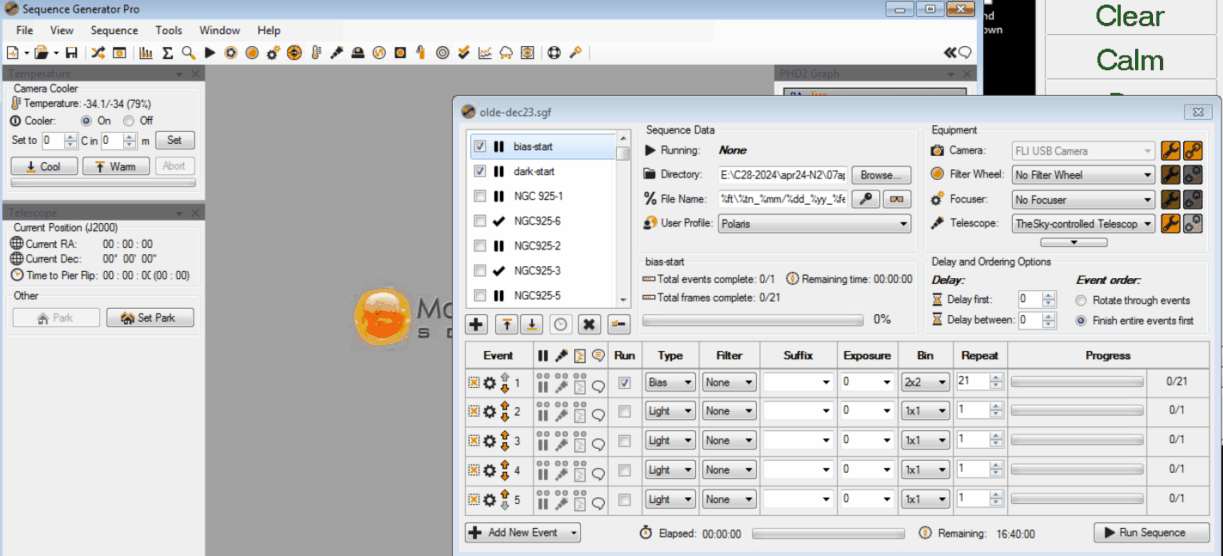 Sequence Generator Pro
File View Sequence Tools Window Help
Temperature
Camera Cooler
Temperature: -34.1/-34 (79%)
Cooler: On Off
Set to 0 C in 0 m Set
Cool Warm Abort
Telescope
Current Position (J2000)
Current RA: 00 : 00 : 00
Current Dec: 00° 00' 00"
Time to Pier Flip: 00 : 00 : 0( (00 : 00)
Other
Park Set Park
PHD2 Graph
Clear
Calm
olde-dec23.sgf
bias-start
dark-start
NGC 925-1
NGC925-6
NGC925-2
NGC925-3
NGC925-5
Sequence Data
Running: None
Directory: E:\C28-2024\apr24-N2\07a Browse...
File Name: %ft\%tn_%mm/%dd_%yy_%fe
User Profile: Polaris
bias-start
Total events complete: 0/1 Remaining time: 00:00:00
Total frames complete: 0/21
0%
Equipment
Camera: FLI USB Camera
Filter Wheel: No Filter Wheel
Focuser: No Focuser
Telescope: TheSky-controlled Telescop
Delay and Ordering Options
Delay: Event order:
Delay first: 0 Rotate through events
Delay between: 0 Finish entire events first
Event Run Type Filter Suffix Exposure Bin Repeat Progress
1 Bias None 0 2x2 21 0/21
2 Light None 0 1x1 1 0/1
3 Light None 0 1x1 1 0/1
4 Light None 0 1x1 1 0/1
5 Light None 0 1x1 1 0/1
Add New Event Elapsed: 00:00:00 Remaining: 16:40:00 Run Sequence